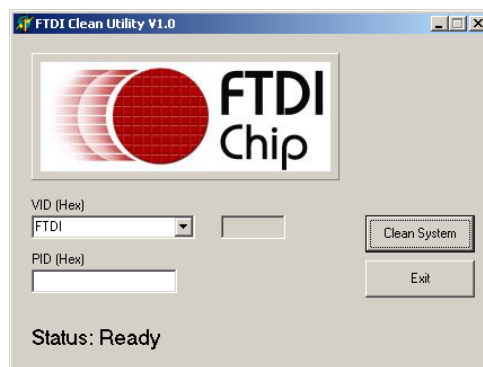 FTDI Clean Utility V1.0
FTDI
Chip
VID (Hex)
FTDI
Clean System
PID (Hex)
Exit
Status: Ready